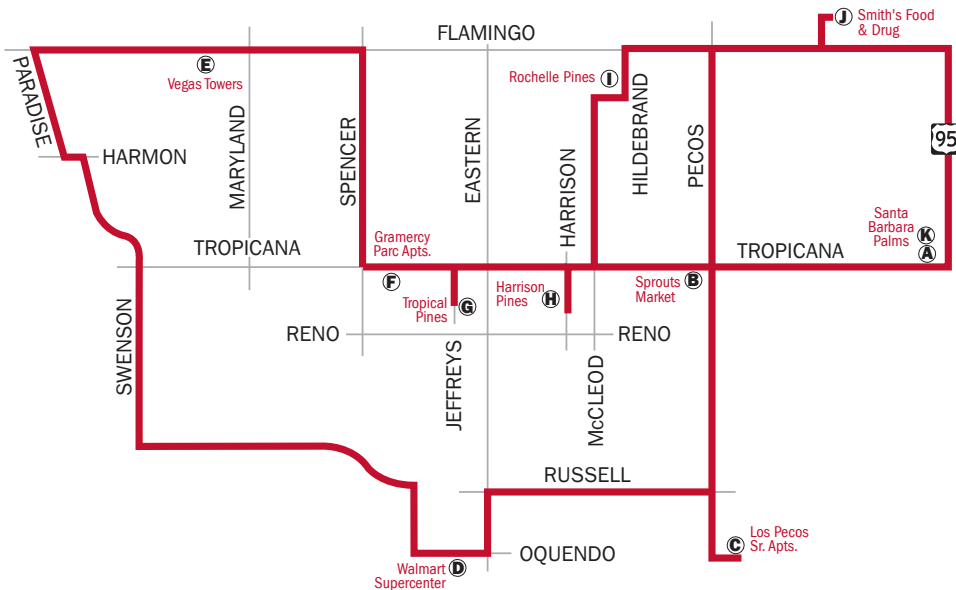 J Smith's Food
& Drug
FLAMINGO
PARADISE
E
Vegas Towers
Rochelle Pines I
HARMON
MARYLAND
SPENCER
EASTERN
HARRISON
HILDEBRAND
PECOS
95
Santa
Barbara
Palms
K
A
TROPICANA
Gramercy
Parc Apts.
TROPICANA
F
Tropical
Pines
G
Harrison
Pines
H
Sprouts
Market
B
SWENSON
RENO
RENO
JEFFREYS
McCLEOD
RUSSELL
C
Los Pecos
Sr. Apts.
OQUENDO
Walmart
Supercenter
D